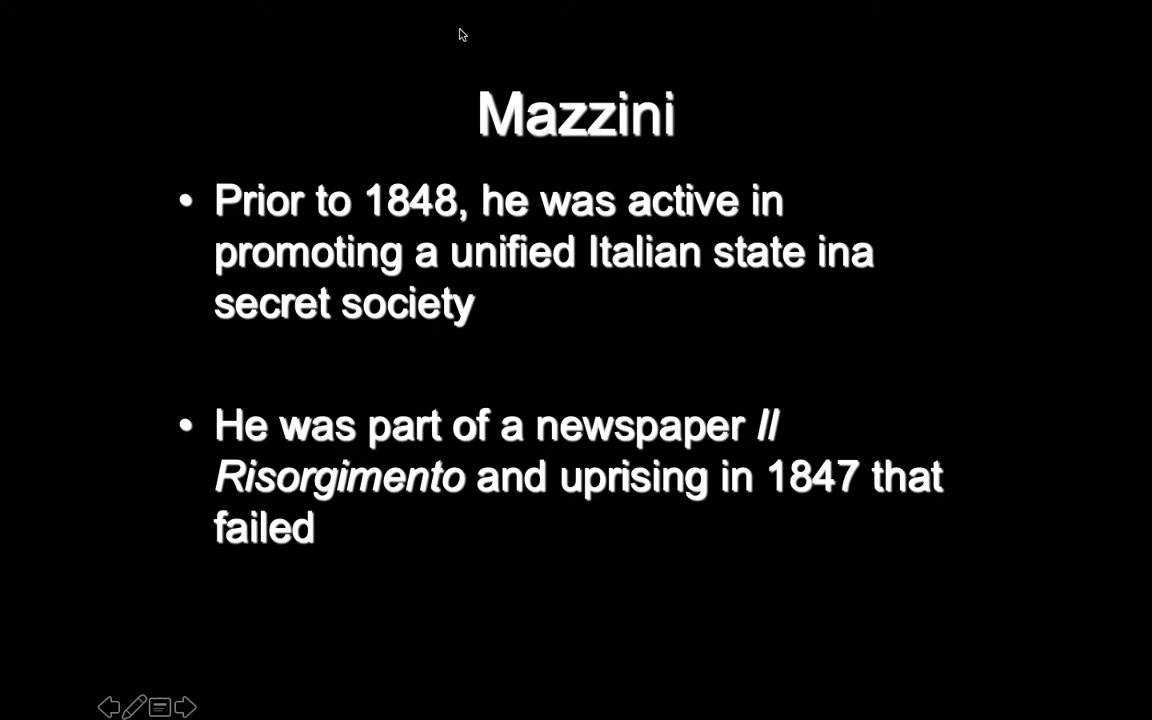 Mazzini
• Prior to 1848, he was active in
promoting a unified Italian state ina
secret society
• He was part of a newspaper Il
Risorgimento and uprising in 1847 that
failed